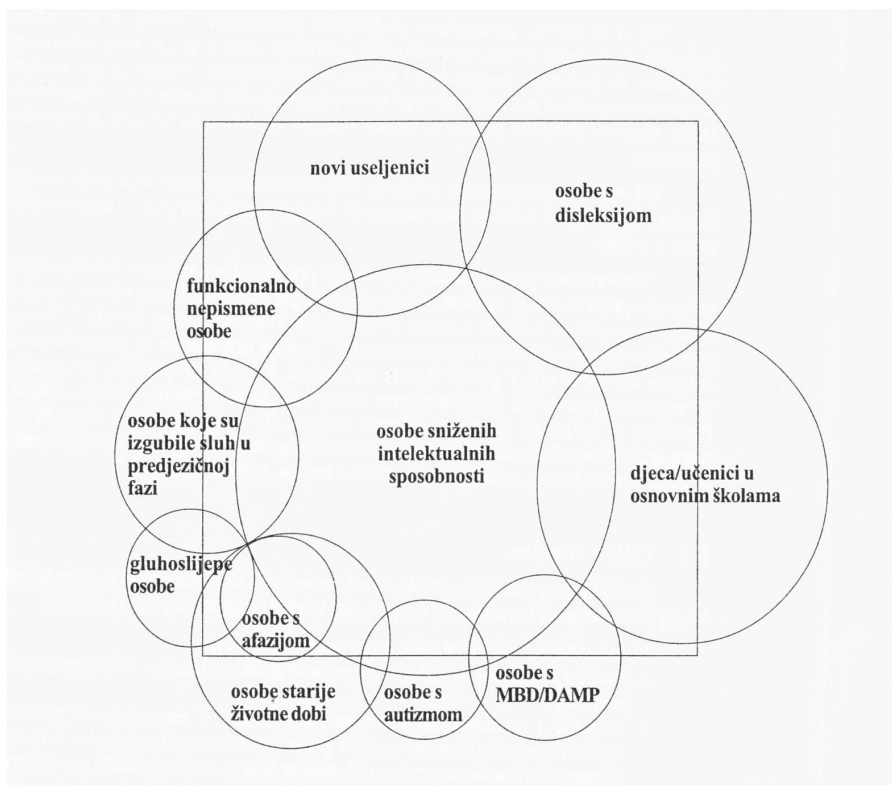 novi useljenici
osobe s
disleksijom
funkcionalno
nepismene
osobe
osobe koje su
izgubile sluh u
predjezičnoj
fazi
osobe sniženih
intelektualnih
sposobnosti
djeca/učenici u
osnovnim školama
gluhoslijepe
osobe
osobe s
afazijom
osobe starije
životne dobi
osobe s
autizmom
osobe s
MBD/DAMP